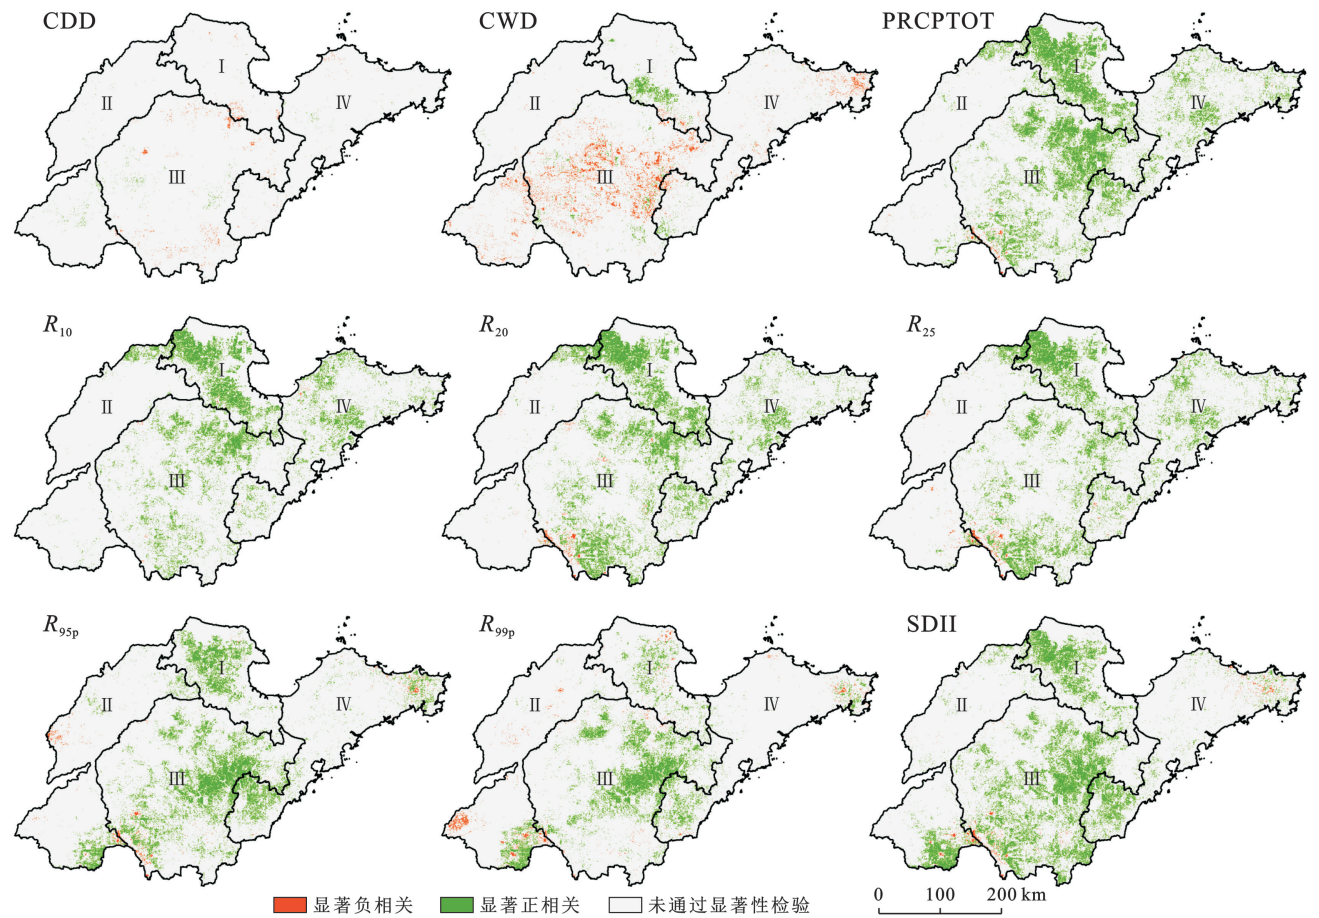 CDD
CWD
PRCPTOT
I
II
III
IV
I
II
III
IV
I
II
III
IV
R10
R20
R25
I
II
III
IV
I
II
III
IV
I
II
III
IV
R95p
R99p
SDII
I
II
III
IV
I
II
III
IV
I
II
III
IV
显著负相关
显著正相关
未通过显著性检验
0 100 200 km